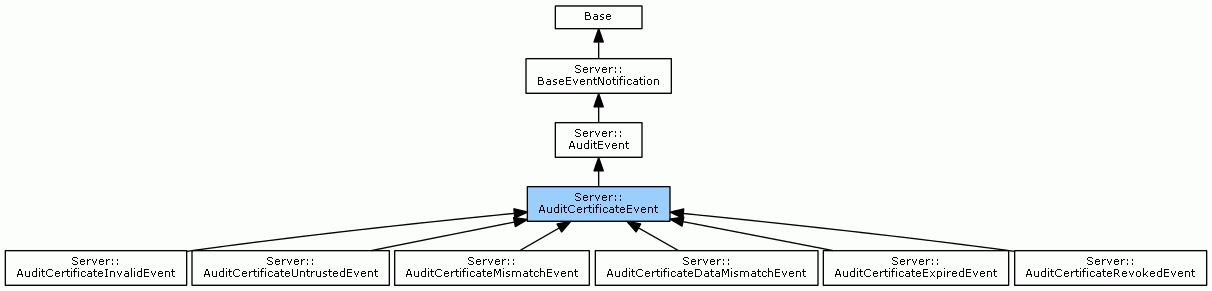 Base
Server::
BaseEventNotification
Server::
AuditEvent
Server::
AuditCertificateEvent
Server::
AuditCertificateInvalidEvent
Server::
AuditCertificateUntrustedEvent
Server::
AuditCertificateMismatchEvent
Server::
AuditCertificateDataMismatchEvent
Server::
AuditCertificateExpiredEvent
Server::
AuditCertificateRevokedEvent